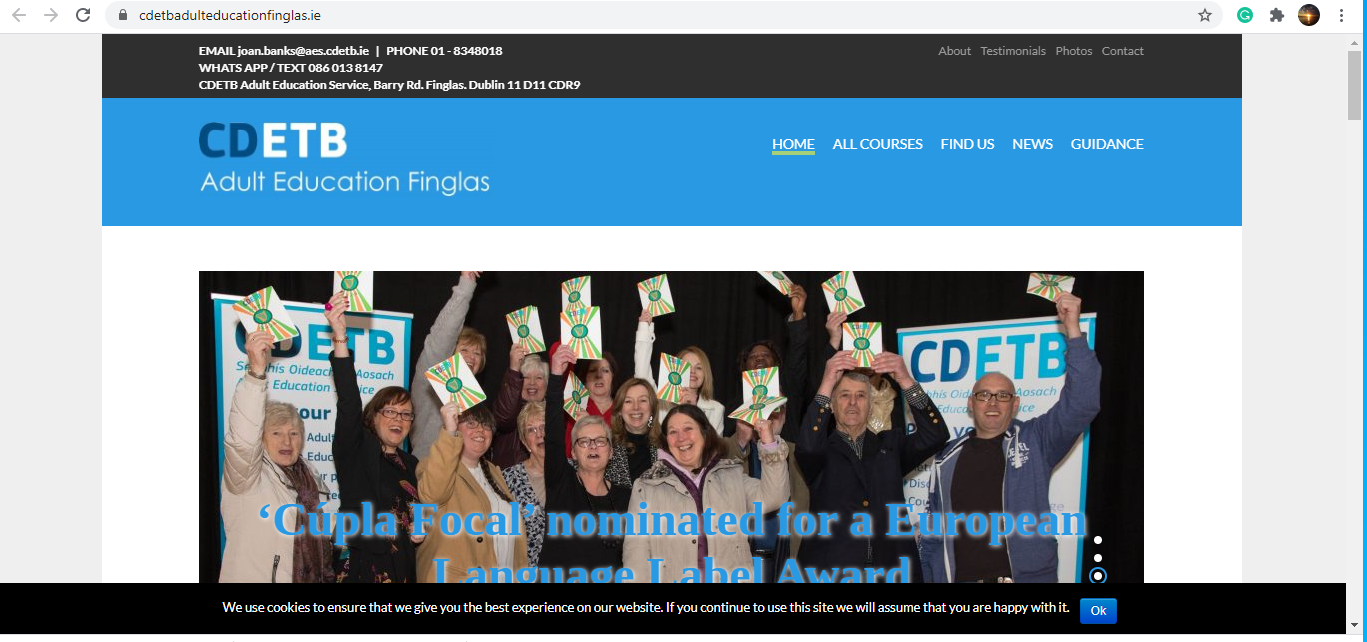 cdetbadulteducationfinglas.ie
EMAIL joan.banks@aes.cdetb.ie | PHONE 01 - 8348018
WHATS APP / TEXT 086 013 8147
CDETB Adult Education Service, Barry Rd. Finglas. Dublin 11 D11 CDR9
About Testimonials Photos Contact
CDETB
Adult Education Finglas
HOME ALL COURSES FIND US NEWS GUIDANCE
CDETB
Aosach
Education
CDETB
Oideach Aosach
‘Cúpla Focal’ nominated for a European
Language Label Award
We use cookies to ensure that we give you the best experience on our website. If you continue to use this site we will assume that you are happy with it. Ok